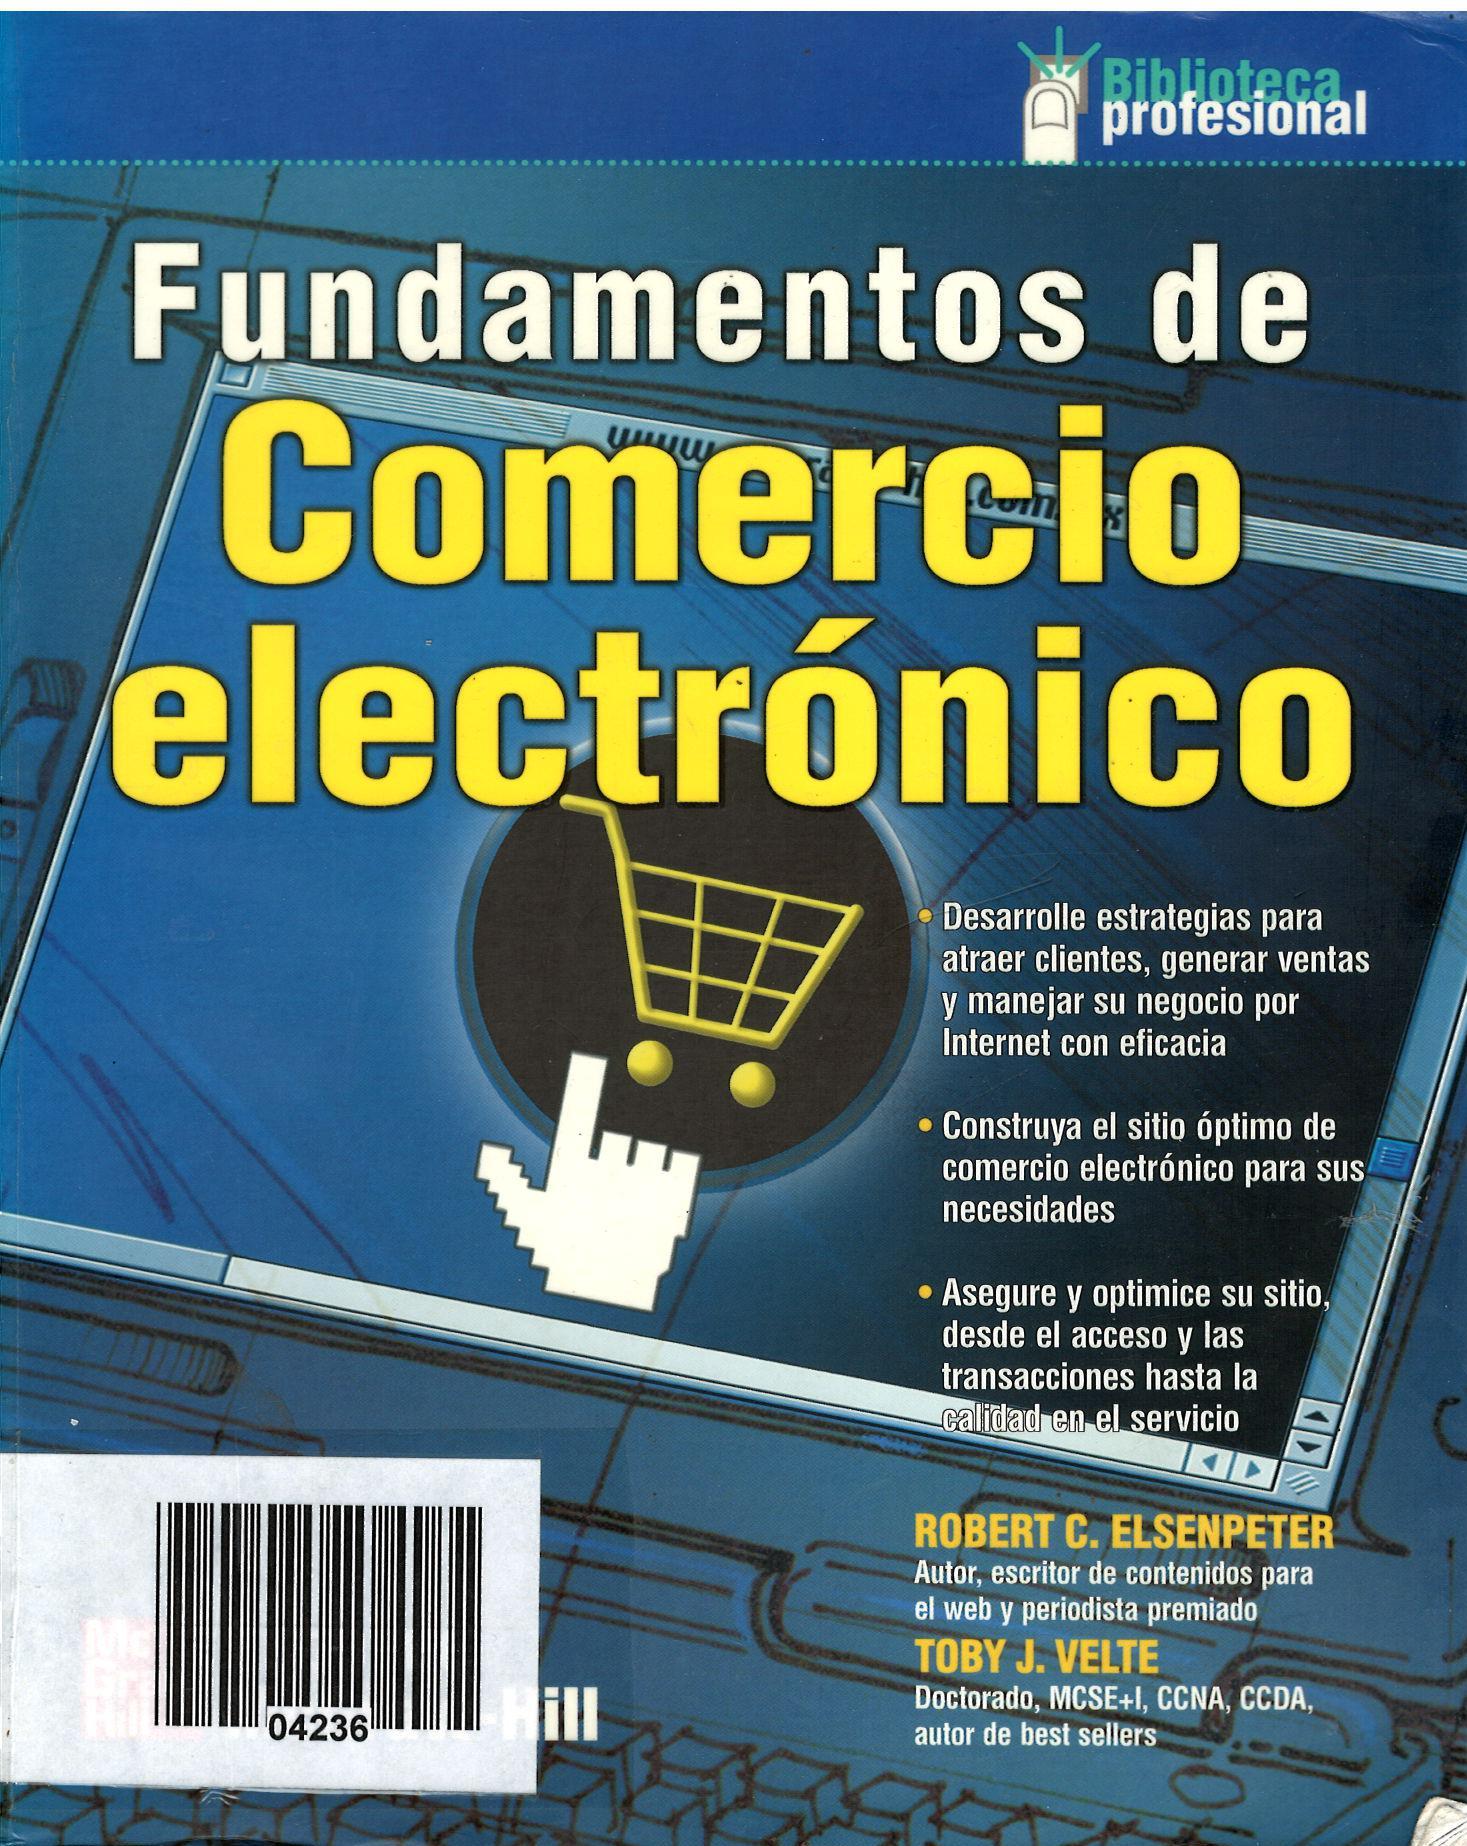 Biblioteca
profesional
Fundamentos de
Comercio
electrónico
• Desarrolle estrategias para
atraer clientes, generar ventas
y manejar su negocio por
Internet con eficacia
• Construya el sitio óptimo de
comercio electrónico para sus
necesidades
• Asegure y optimice su sitio,
desde el acceso y las
transacciones hasta la
calidad en el servicio
ROBERT C. ELSENPETER
Autor, escritor de contenidos para
el web y periodista premiado
TOBY J. VELTE
Doctorado, MCSE+I, CCNA, CCDA,
autor de best sellers
04236
-Hill